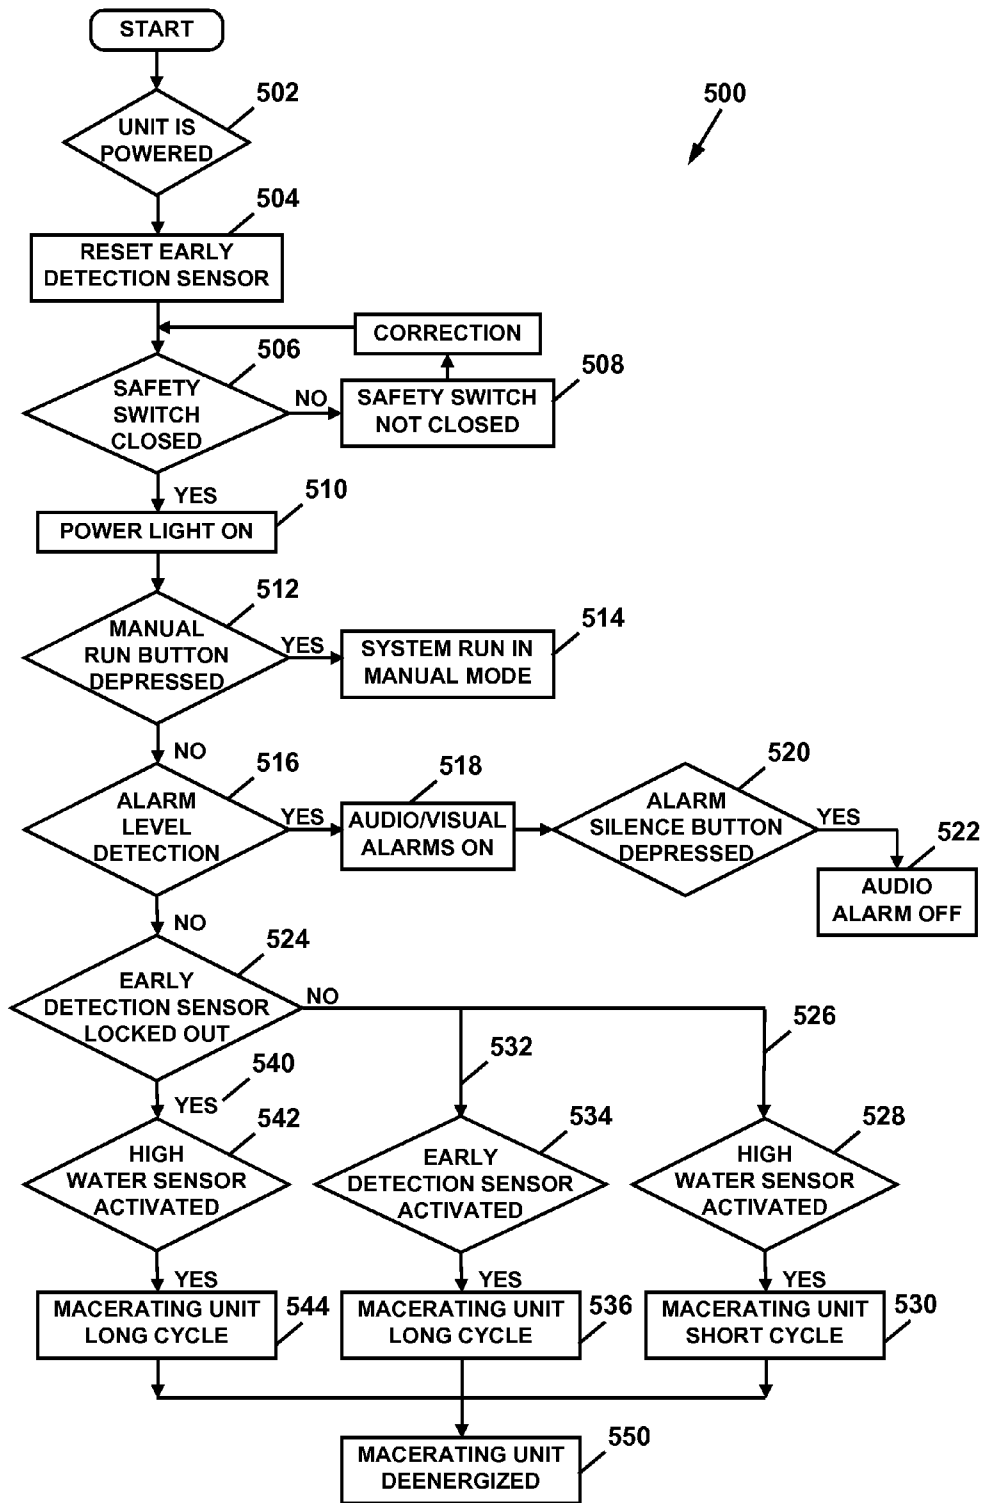 START
502
500
UNIT IS
POWERED
504
RESET EARLY
DETECTION SENSOR
CORRECTION
506
508
SAFETY
SWITCH
CLOSED
NO
SAFETY SWITCH
NOT CLOSED
YES
510
POWER LIGHT ON
512
514
MANUAL
RUN BUTTON
DEPRESSED
YES
SYSTEM RUN IN
MANUAL MODE
NO
516
518
520
ALARM
LEVEL
DETECTION
YES
AUDIO/VISUAL
ALARMS ON
ALARM
SILENCE BUTTON
DEPRESSED
YES
522
AUDIO
ALARM OFF
NO
524
EARLY
DETECTION SENSOR
LOCKED OUT
NO
526
532
540
YES
542
534
528
HIGH
WATER SENSOR
ACTIVATED
EARLY
DETECTION SENSOR
ACTIVATED
HIGH
WATER SENSOR
ACTIVATED
YES
YES
YES
MACERATING UNIT
LONG CYCLE
544
MACERATING UNIT
LONG CYCLE
536
MACERATING UNIT
SHORT CYCLE
530
MACERATING UNIT
DEENERGIZED
550